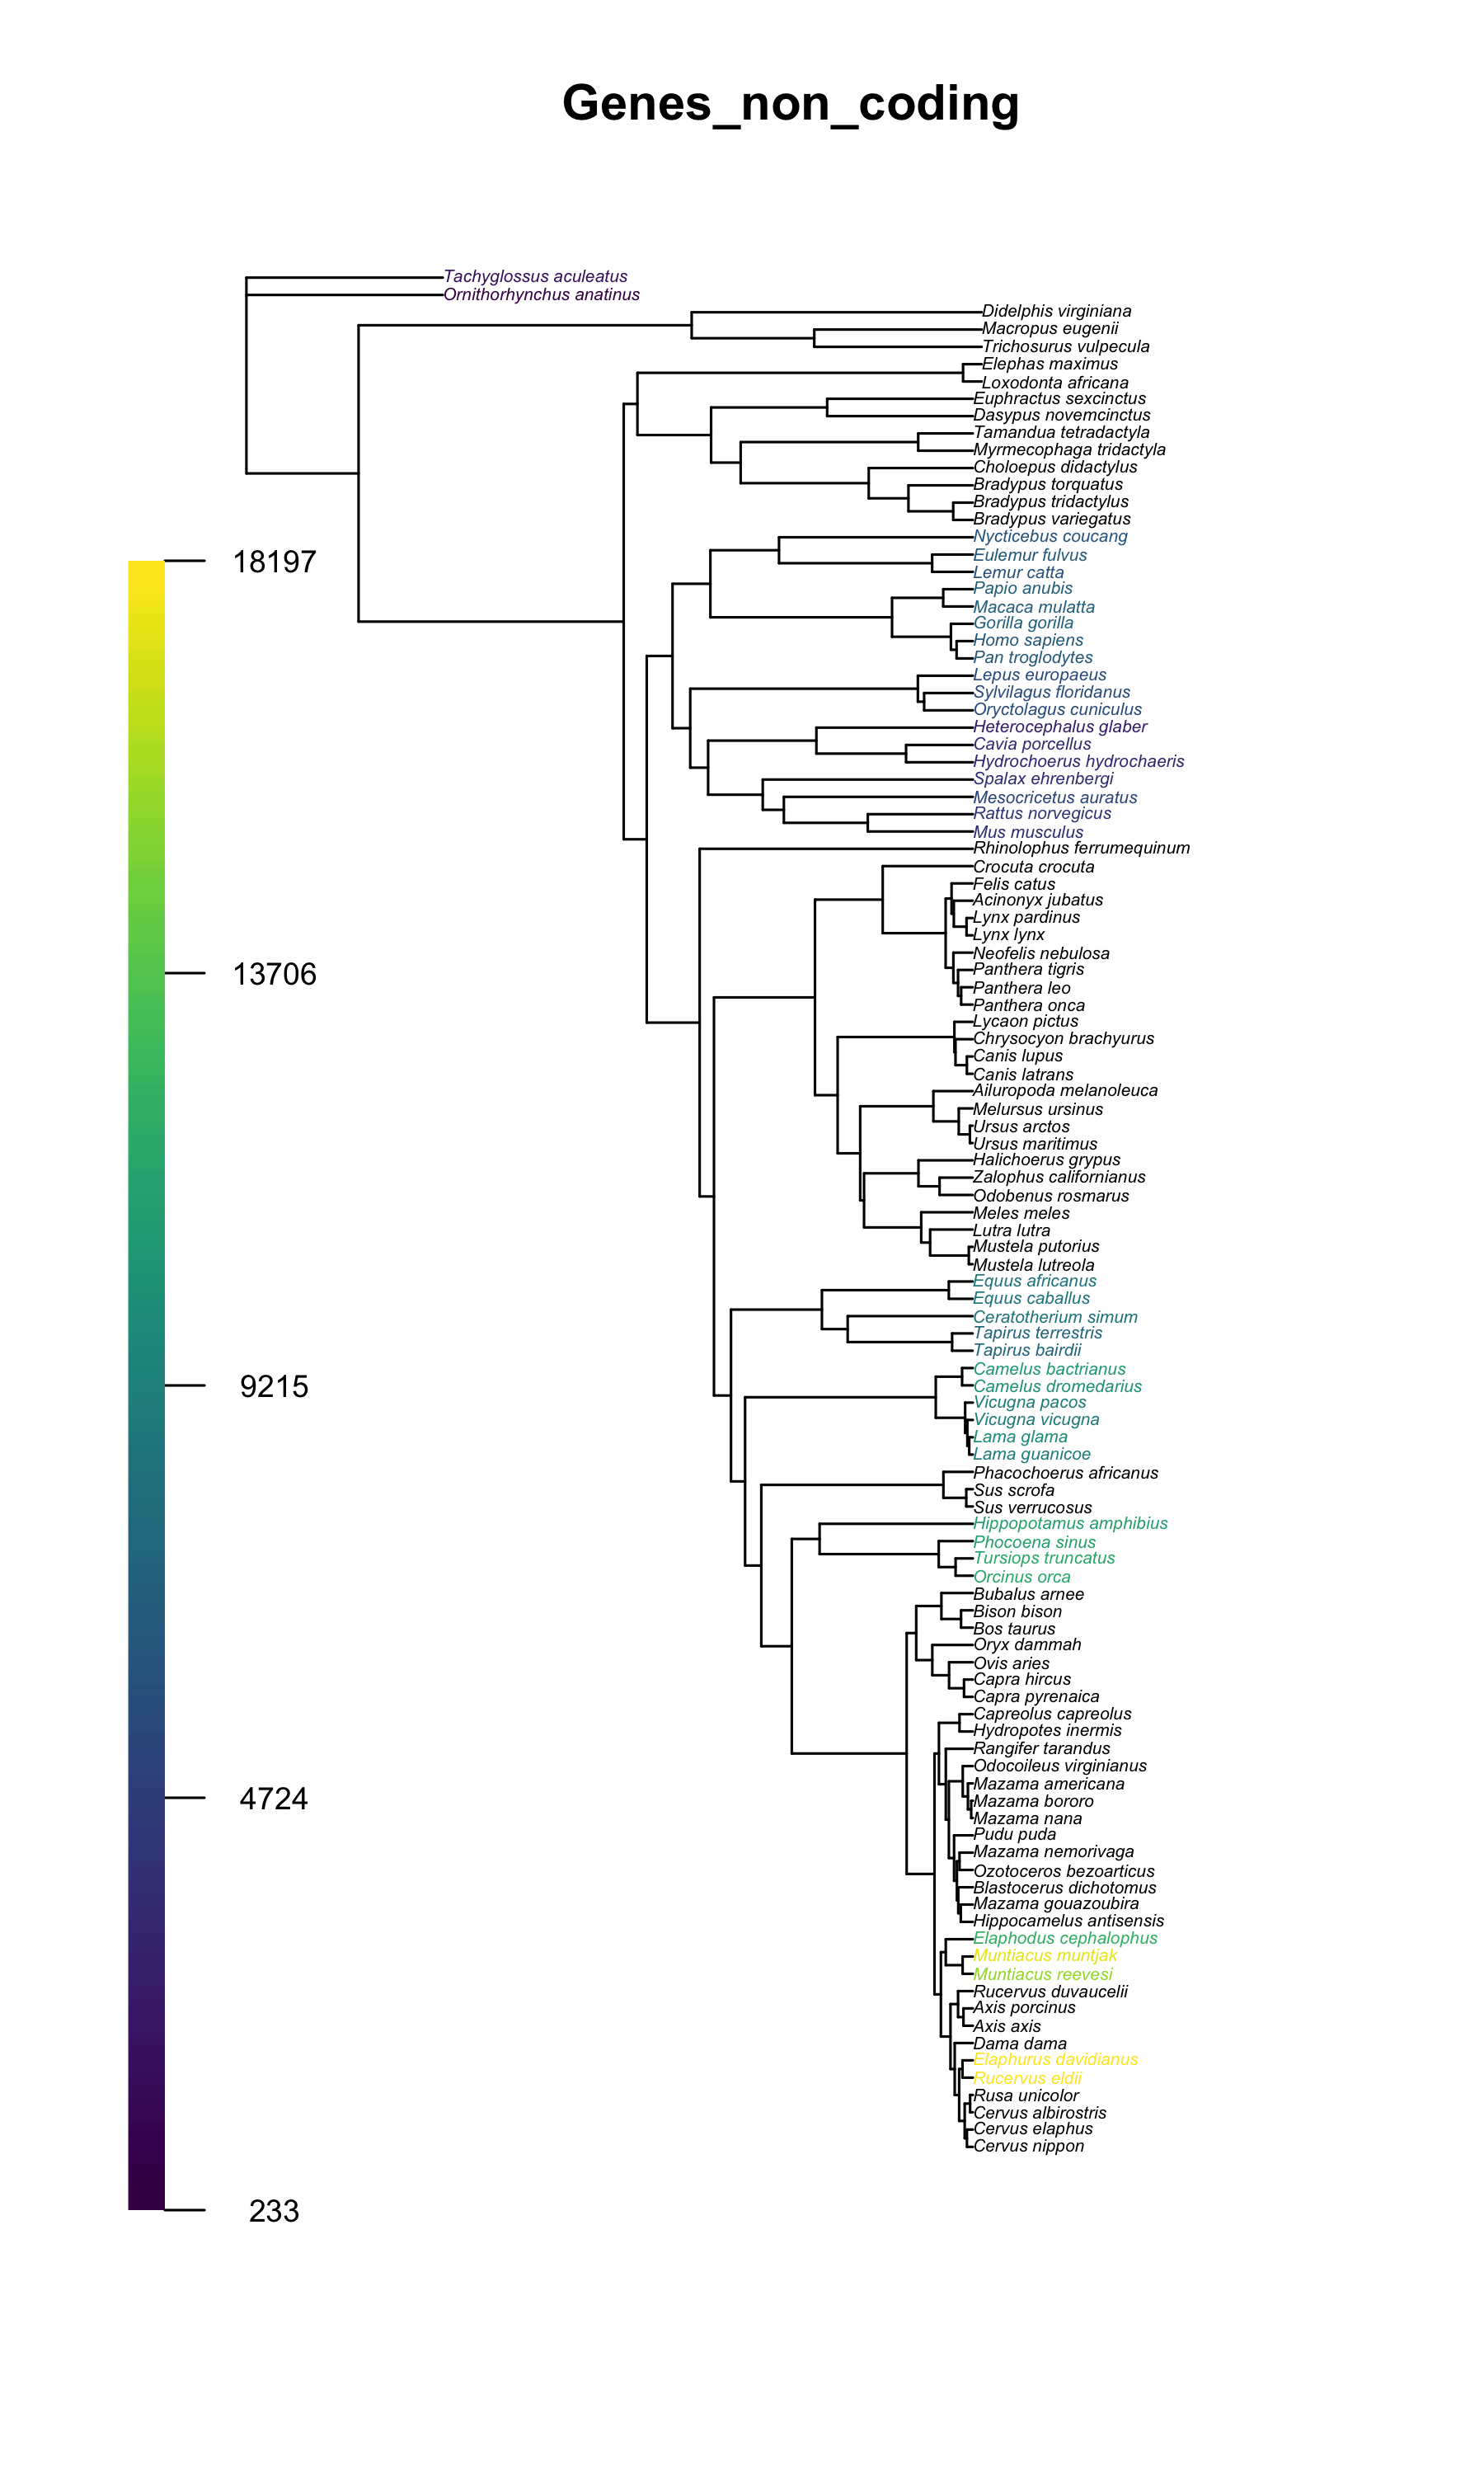 Genes_non_coding
Tachyglossus aculeatus
Ornithorhynchus anatinus
Didelphis virginiana
Macropus eugenii
Trichosurus vulpecula
Elephas maximus
Loxodonta africana
Euphractus sexcinctus
Dasypus novemcinctus
Tamandua tetradactyla
Myrmecophaga tridactyla
Choloepus didactylus
Bradypus torquatus
Bradypus tridactylus
Bradypus variegatus
Nycticebus coucang
Eulemur fulvus
Lemur catta
Papio anubis
Macaca mulatta
Gorilla gorilla
Homo sapiens
Pan troglodytes
Lepus europaeus
Sylvilagus floridanus
Oryctolagus cuniculus
Heterocephalus glaber
Cavia porcellus
Hydrochoerus hydrochaeris
Spalax ehrenbergi
Mesocricetus auratus
Rattus norvegicus
Mus musculus
Rhinolophus ferrumequinum
Crocuta crocuta
Felis catus
Acinonyx jubatus
Lynx pardinus
Lynx lynx
Neofelis nebulosa
Panthera tigris
Panthera leo
Panthera onca
Lycaon pictus
Chrysocyon brachyurus
Canis lupus
Canis latrans
Ailuropoda melanoleuca
Melursus ursinus
Ursus arctos
Ursus maritimus
Halichoerus grypus
Zalophus californianus
Odobenus rosmarus
Meles meles
Lutra lutra
Mustela putorius
Mustela lutreola
Equus africanus
Equus caballus
Ceratotherium simum
Tapirus terrestris
Tapirus bairdii
Camelus bactrianus
Camelus dromedarius
Vicugna pacos
Vicugna vicugna
Lama glama
Lama guanicoe
Phacochoerus africanus
Sus scrofa
Sus verrucosus
Hippopotamus amphibius
Phocoena sinus
Tursiops truncatus
Orcinus orca
Bubalus arnee
Bison bison
Bos taurus
Oryx dammah
Ovis aries
Capra hircus
Capra pyrenaica
Capreolus capreolus
Hydropotes inermis
Rangifer tarandus
Odocoileus virginianus
Mazama americana
Mazama bororo
Mazama nana
Pudu puda
Mazama nemorivaga
Ozotoceros bezoarticus
Blastocerus dichotomus
Mazama gouazoubira
Hippocamelus antisensis
Elaphodus cephalophus
Muntiacus muntjak
Muntiacus reevesi
Rucervus duvaucelii
Axis porcinus
Axis axis
Dama dama
Elaphurus davidianus
Rucervus eldii
Rusa unicolor
Cervus albirostris
Cervus elaphus
Cervus nippon
18197
13706
9215
4724
233